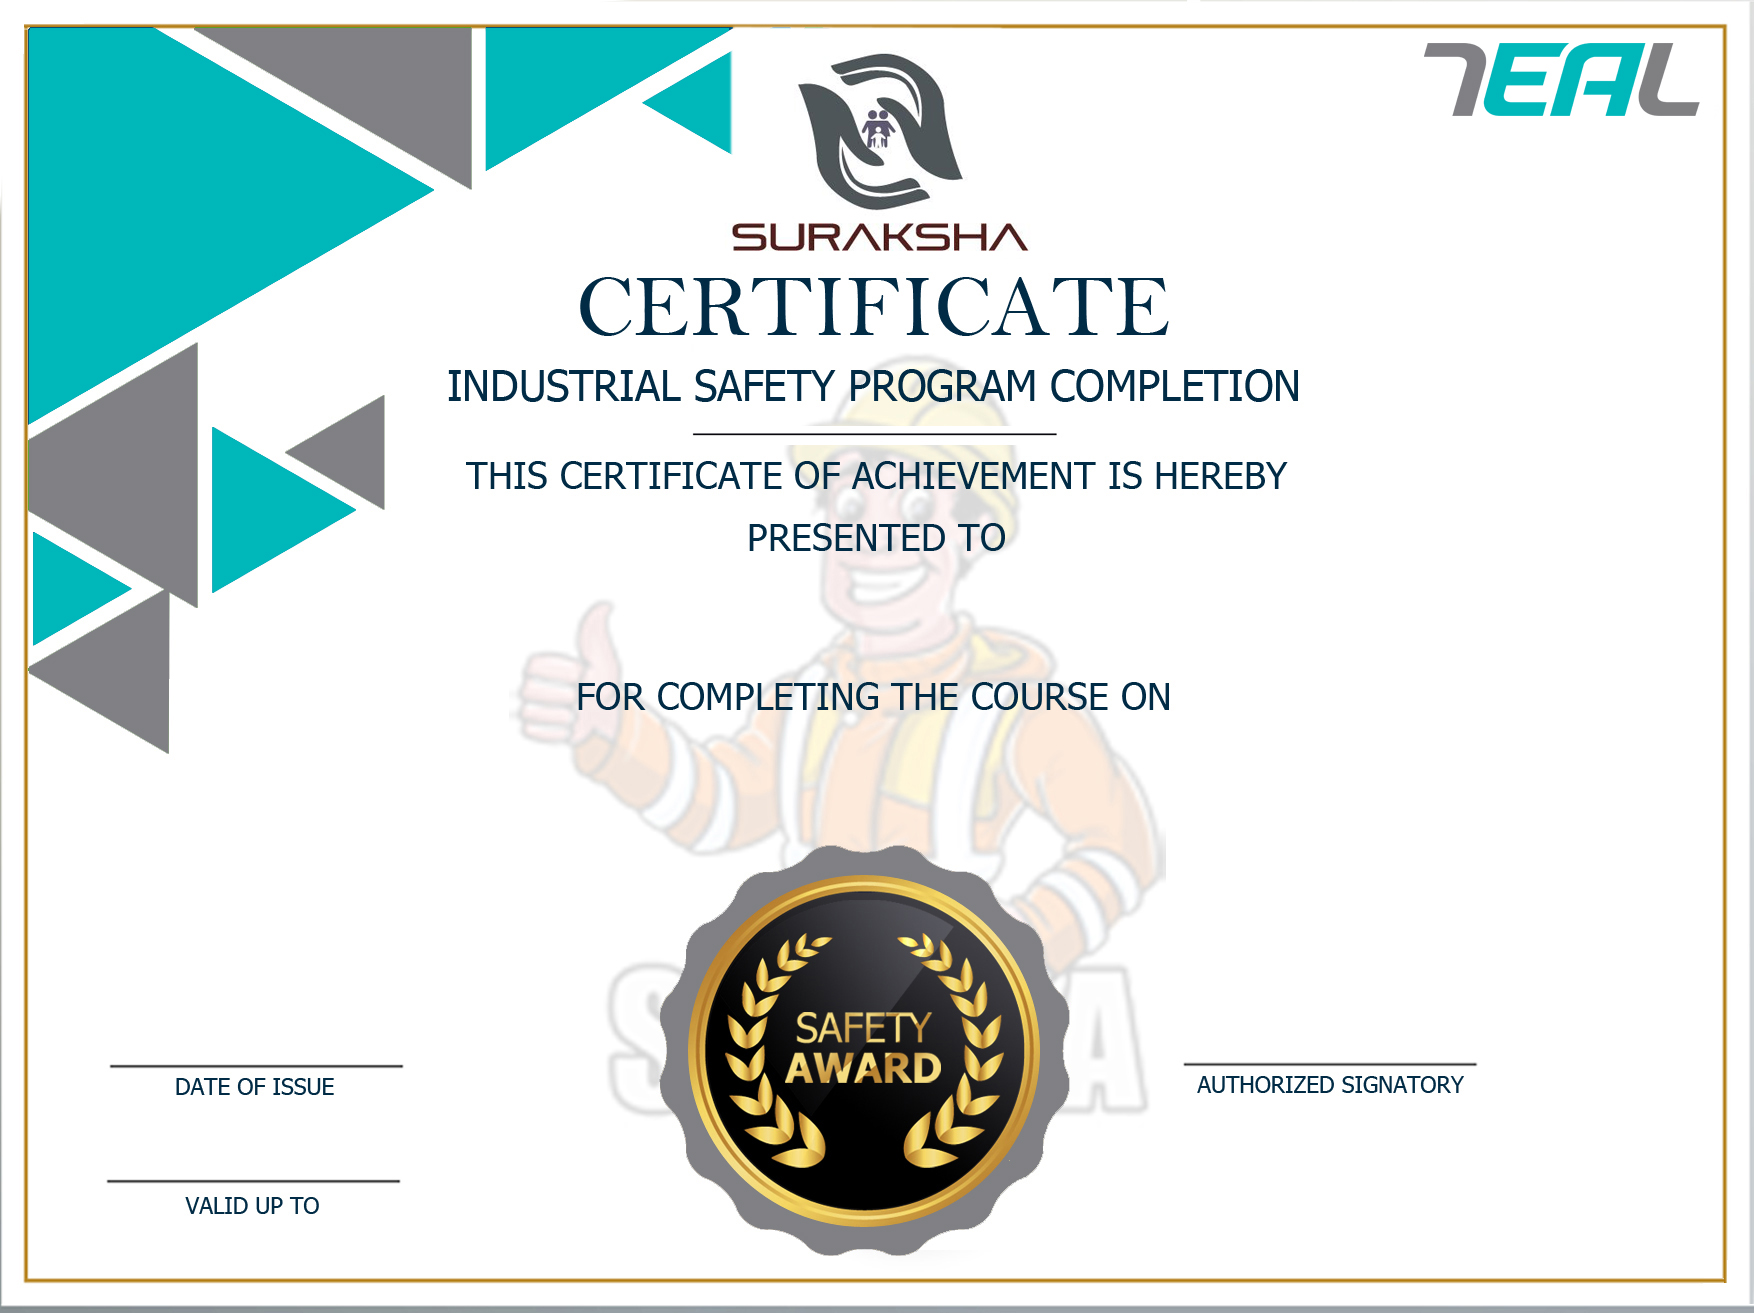 TEAL
SURAKSHA
CERTIFICATE
INDUSTRIAL SAFETY PROGRAM COMPLETION
THIS CERTIFICATE OF ACHIEVEMENT IS HEREBY
PRESENTED TO
FOR COMPLETING THE COURSE ON
SAFETY
AWARD
DATE OF ISSUE
AUTHORIZED SIGNATORY
VALID UP TO